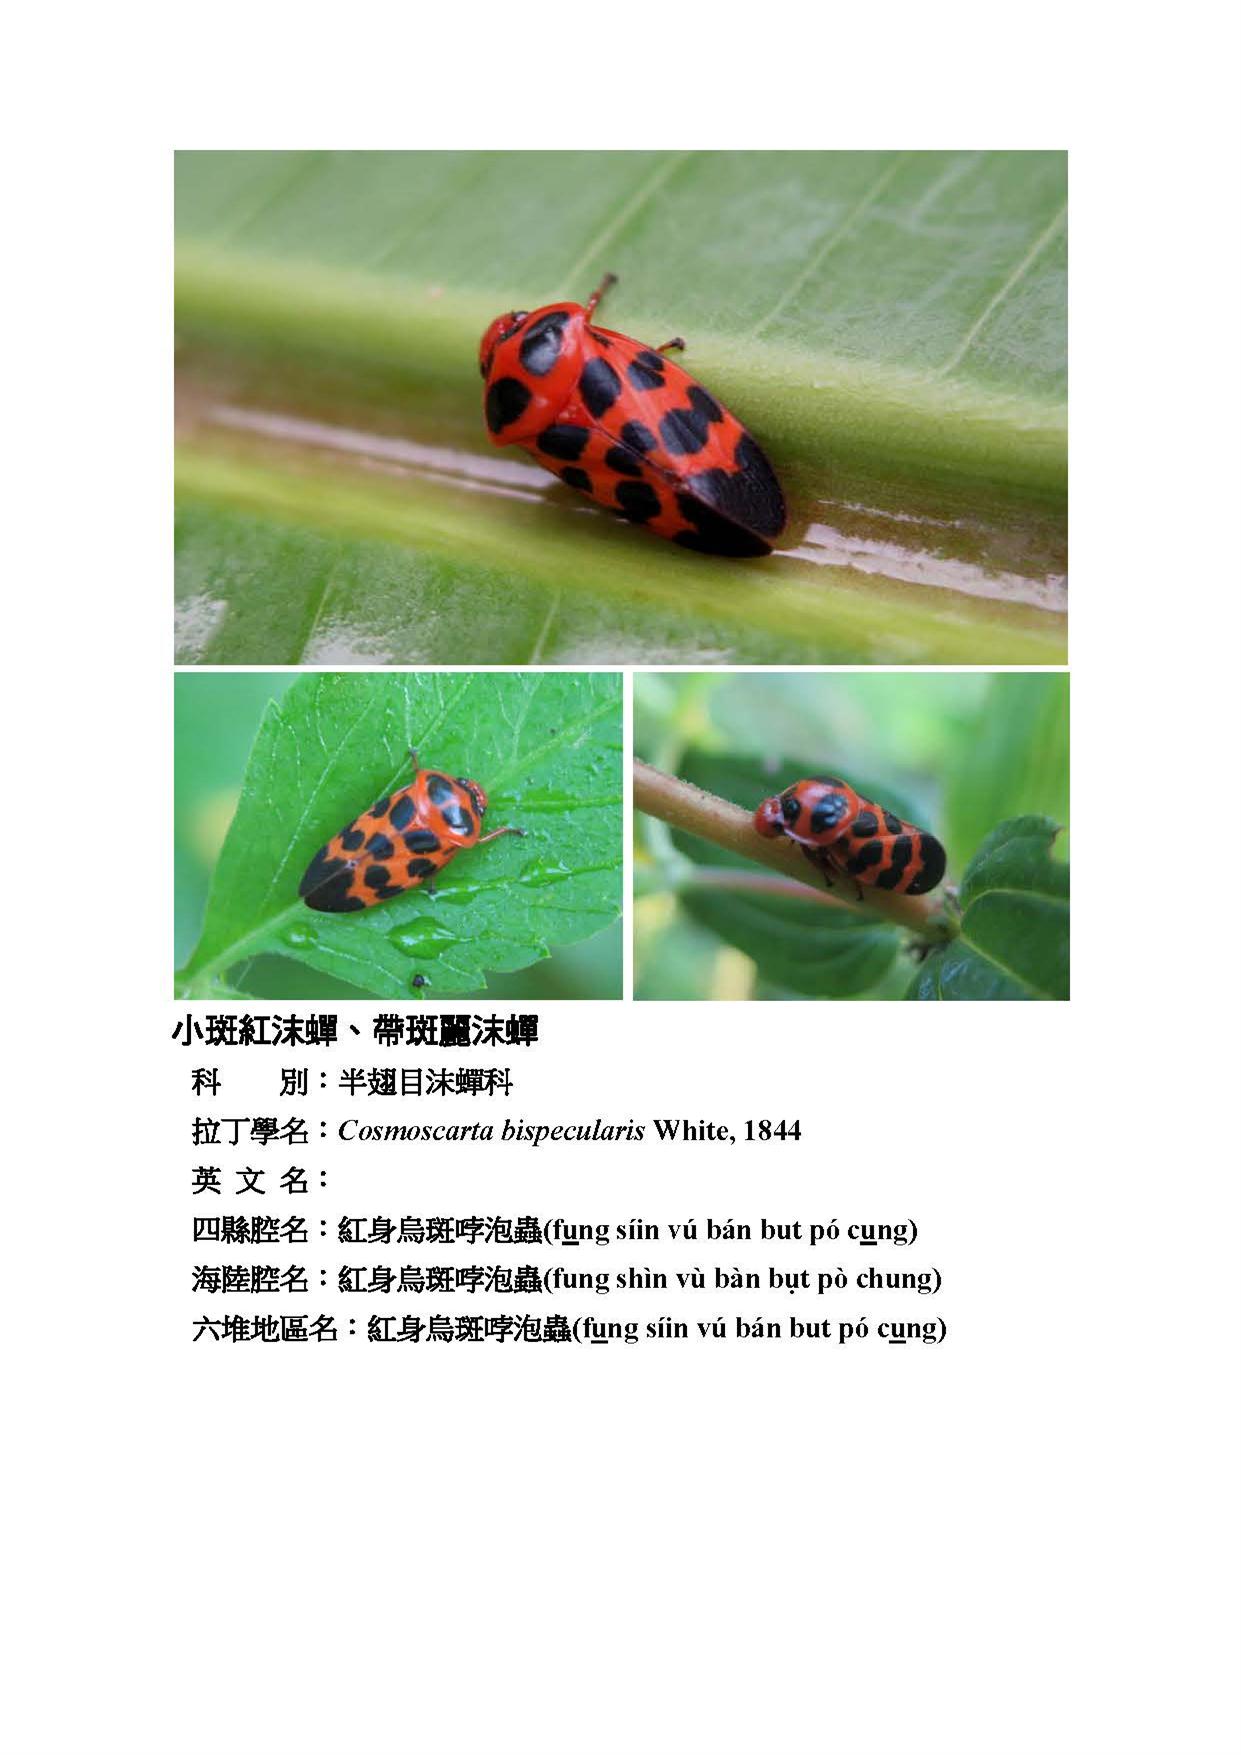 小斑紅沫蟬、帶斑麗沫蟬
科　　別：半翅目沫蟬科
拉丁學名：Cosmoscarta bispecularis White, 1844
英 文 名：
四縣腔名：紅身烏斑哱泡蟲(fu̲ng síin vú bán but pó cu̲ng)
海陸腔名：紅身烏斑哱泡蟲(fung shìn vù bàn bụt pò chung)
六堆地區名：紅身烏斑哱泡蟲(fu̲ng síin vú bán but pó cu̲ng)